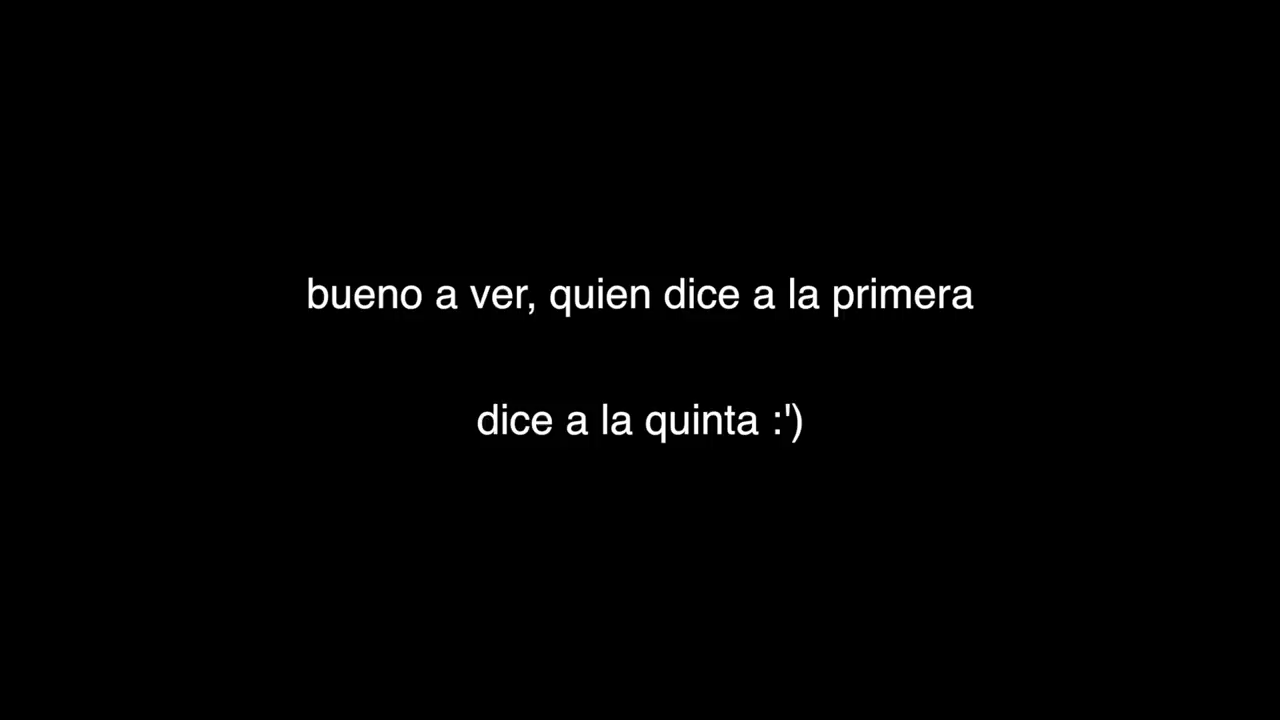 bueno a ver, quien dice a la primera
dice a la quinta :')